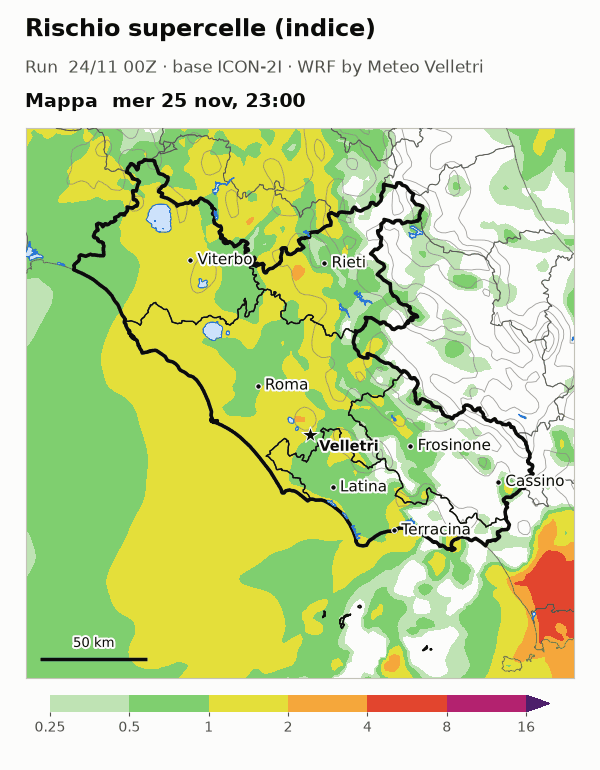 Rischio supercelle (indice)
Run  24/11 00Z · base ICON-2I · WRF by Meteo Velletri
Mappa  mer 25 nov, 23:00
Viterbo
Rieti
Roma
Velletri
Frosinone
Latina
Cassino
Terracina
50 km
0.25 0.5 1 2 4 8 16